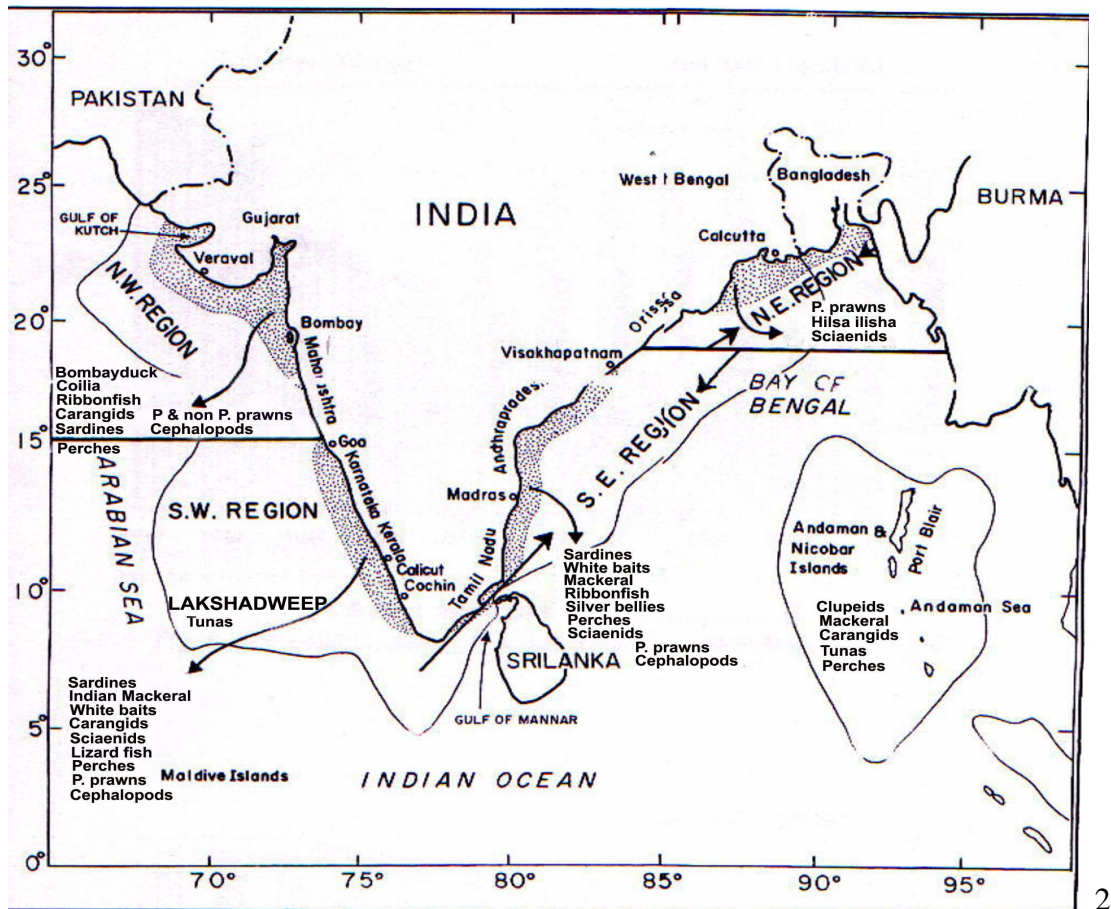 30°
PAKISTAN
25°
West Bengal
Bangladesh
BURMA
INDIA
GULF OF
KUTCH
Gujarat
Calcutta
Veraval
N.W. REGION
N.E. REGION
20°
Bombay
Orissa
P. prawns
Hilsa ilisha
Sciaenids
Maharshtra
Visakhapatnam
Bombayduck
Coilia
Ribbonfish
Carangids
Sardines
P & non P. prawns
Cephalopods
BAY OF
BENGAL
15°
Perches
Goa
Andhrapradesh
S.E. REGION
ARABIAN SEA
Karnataka
S.W. REGION
Madras
Andaman &
Nicobar
Islands
Port Blair
Kerala
Tamil Nadu
Calicut
Cochin
10°
LAKSHADWEEP
Tunas
Sardines
White baits
Mackeral
Ribbonfish
Silver bellies
Perches
Sciaenids
P. prawns
Cephalopods
Clupeids
Mackeral
Carangids
Tunas
Perches
Andaman Sea
SRILANKA
GULF OF MANNAR
Sardines
Indian Mackeral
White baits
Carangids
Sciaenids
Lizard fish
Perches
P. prawns
Cephalopods
5°
Maldive Islands
INDIAN OCEAN
0°
70°
75°
80°
85°
90°
95°
2